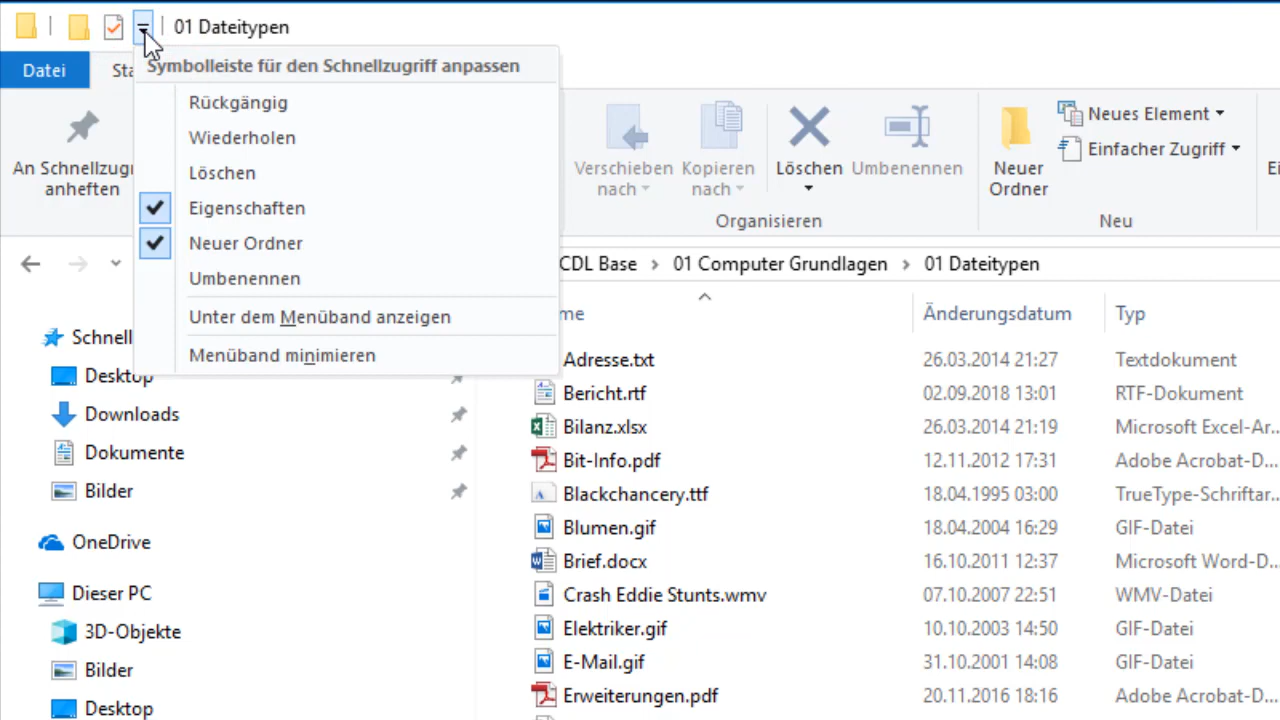 01 Dateitypen
Datei
Sta
Symbolleiste für den Schnellzugriff anpassen
Rückgängig
Wiederholen
Löschen
Eigenschaften
Neuer Ordner
Umbenennen
Unter dem Menüband anzeigen
Menüband minimieren
An Schnellzug
anheften
Verschieben
nach
Kopieren
nach
Löschen
Umbenennen
Organisieren
Neuer
Ordner
Neues Element
Einfacher Zugriff
Neu
Ei
CDL Base > 01 Computer Grundlagen > 01 Dateitypen
Schnell
Desktop
Downloads
Dokumente
Bilder
OneDrive
Dieser PC
3D-Objekte
Bilder
Desktop
me Änderungsdatum Typ
Adresse.txt 26.03.2014 21:27 Textdokument
Bericht.rtf 02.09.2018 13:01 RTF-Dokument
Bilanz.xlsx 26.03.2014 21:19 Microsoft Excel-Ar...
Bit-Info.pdf 12.11.2012 17:31 Adobe Acrobat-D...
Blackchancery.ttf 18.04.1995 03:00 TrueType-Schriftar...
Blumen.gif 18.04.2004 16:29 GIF-Datei
Brief.docx 16.10.2011 12:37 Microsoft Word-D...
Crash Eddie Stunts.wmv 07.10.2007 22:51 WMV-Datei
Elektriker.gif 10.10.2003 14:50 GIF-Datei
E-Mail.gif 31.10.2001 14:08 GIF-Datei
Erweiterungen.pdf 20.11.2016 18:16 Adobe Acrobat-D...